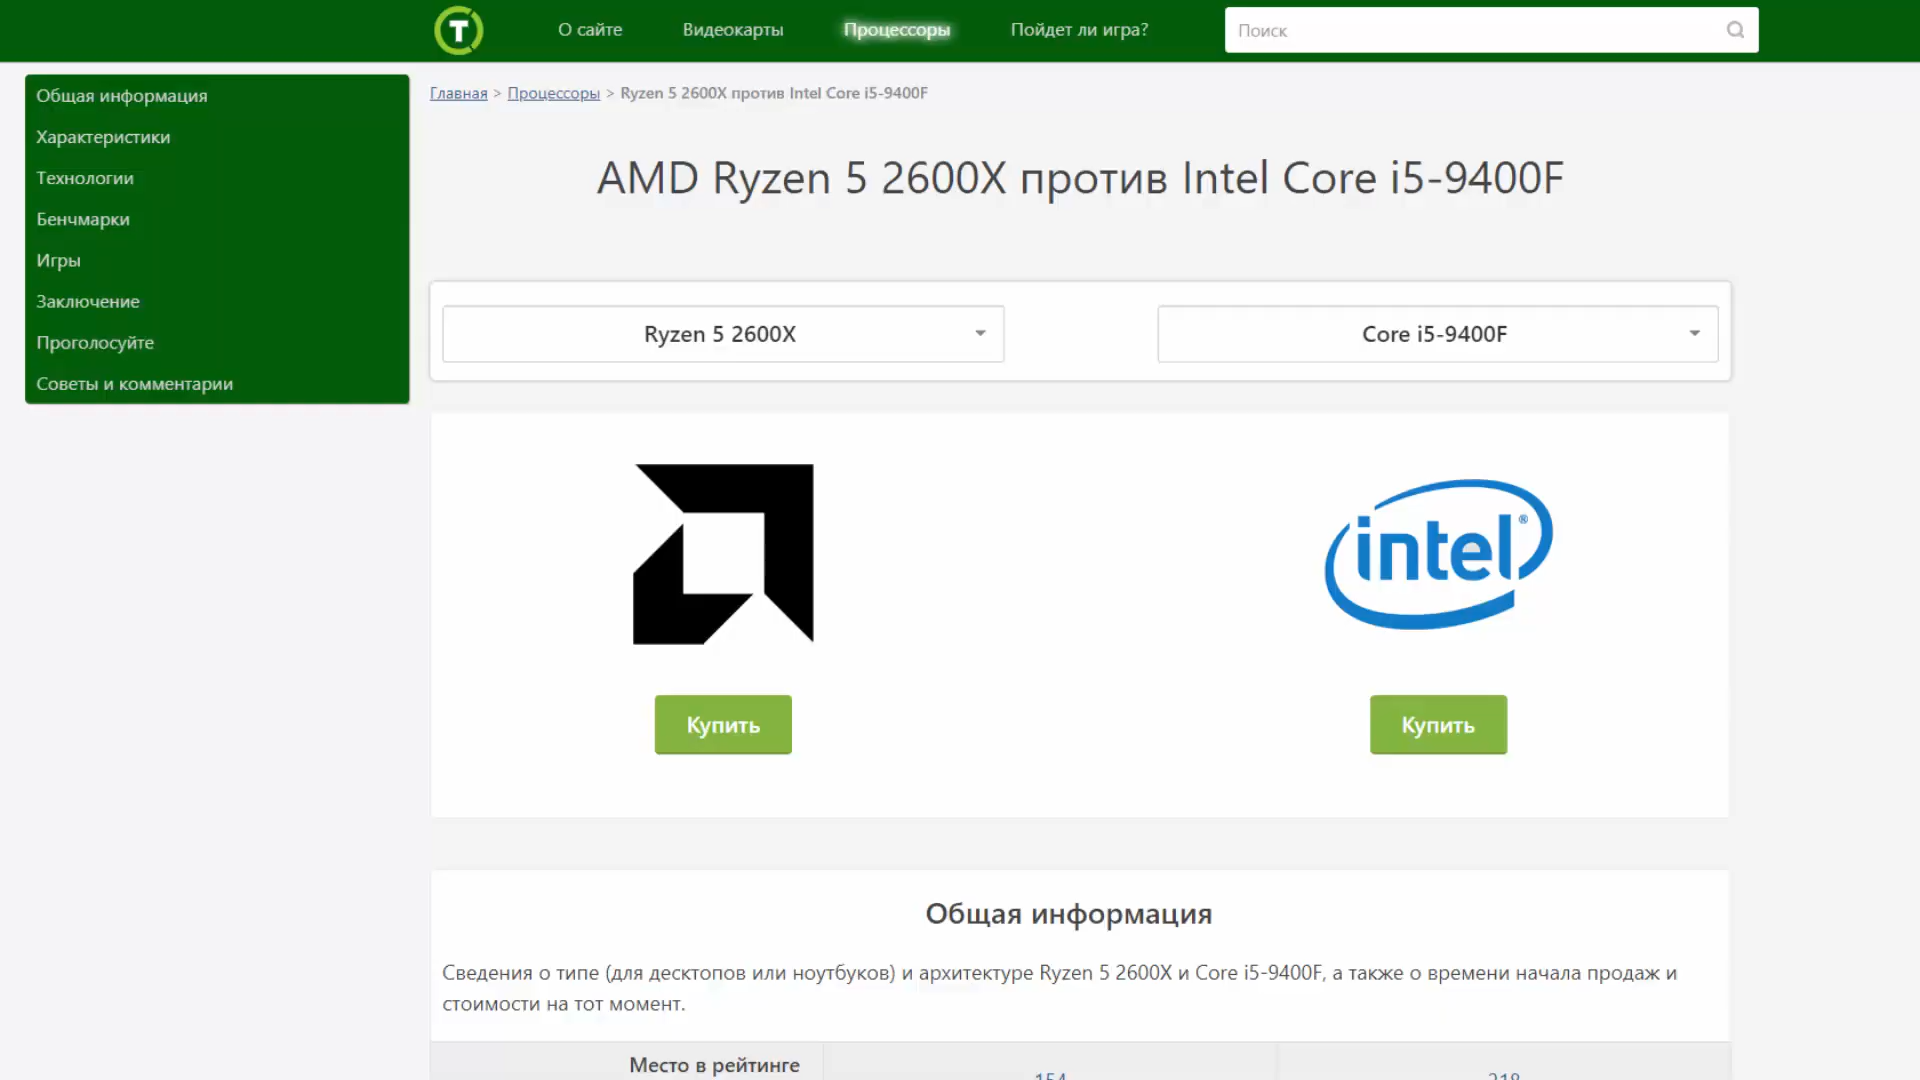 T
О сайте
Видеокарты
Процессоры
Пойдет ли игра?
Поиск
Общая информация
Характеристики
Технологии
Бенчмарки
Игры
Заключение
Проголосуйте
Советы и комментарии
Главная > Процессоры > Ryzen 5 2600X против Intel Core i5-9400F
AMD Ryzen 5 2600X против Intel Core i5-9400F
Ryzen 5 2600X
Core i5-9400F
intel®
Купить
Купить
Общая информация
Сведения о типе (для десктопов или ноутбуков) и архитектуре Ryzen 5 2600X и Core i5-9400F, а также о времени начала продаж и
стоимости на тот момент.
Место в рейтинге
154
218